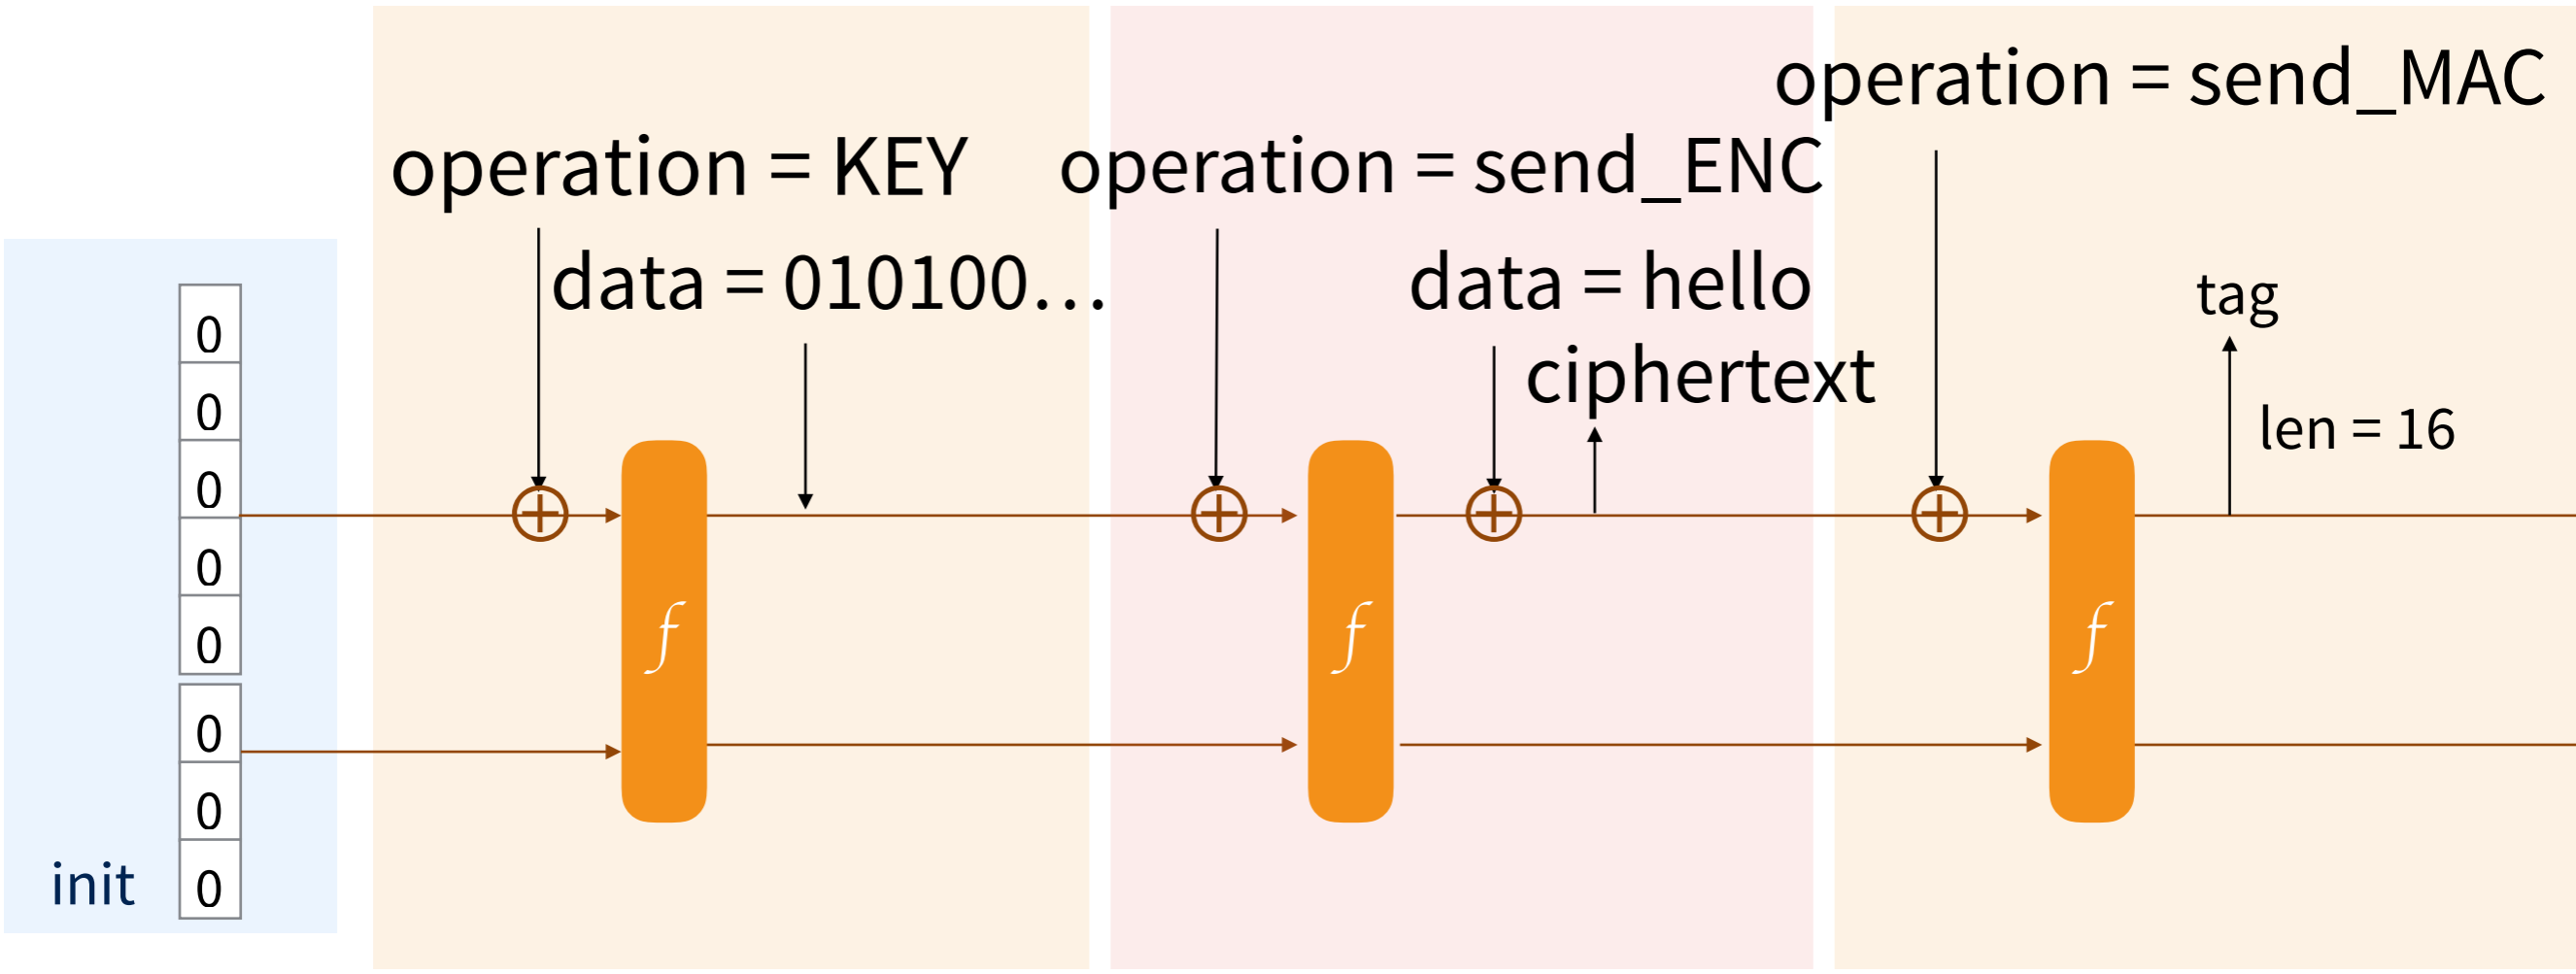 operation = send_MAC
operation = KEY
operation = send_ENC
data = 010100...
data = hello
ciphertext
tag
len = 16
0
0
0
0
0
0
0
0
init
f
f
f